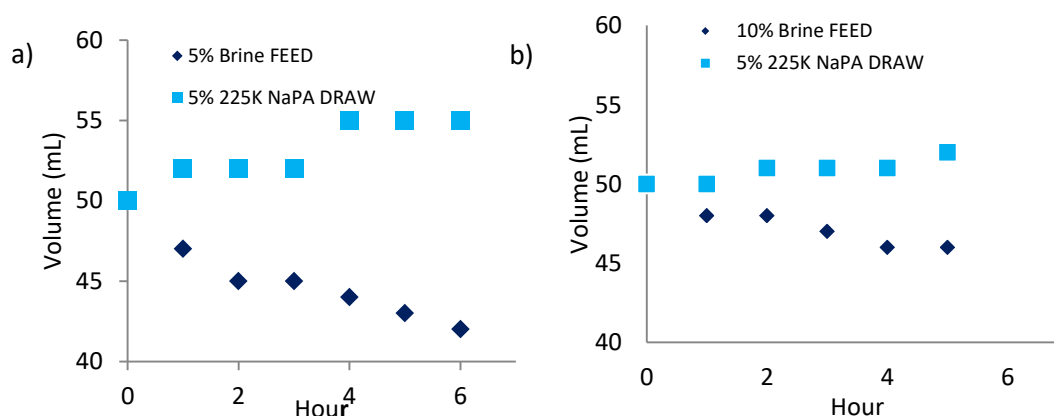 a)
5% Brine FEED
5% 225K NaPA DRAW
Volume (mL)
60
55
50
45
40
0 2 4 6
Hour
b)
10% Brine FEED
5% 225K NaPA DRAW
Volume (mL)
60
55
50
45
40
0 2 4 6
Hour